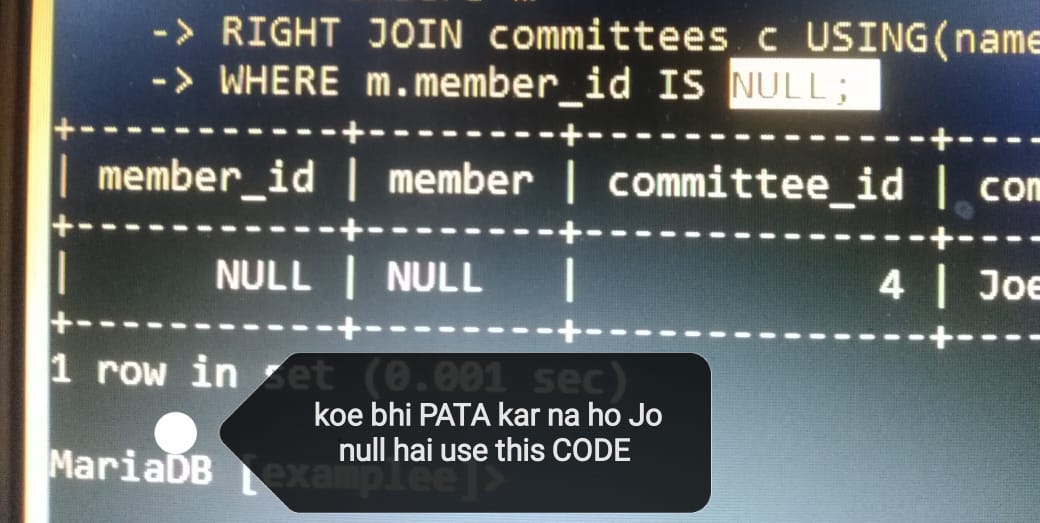 -> RIGHT JOIN committees c USING(name
-> WHERE m.member_id IS NULL;
+-----------+--------+--------------+----
| member_id | member | committee_id | com
+-----------+--------+--------------+----
| NULL | NULL | 4 | Joe
+-----------+--------+--------------+----
1 row in set (0.001 sec)
koe bhi PATA kar na ho Jo
null hai use this CODE
MariaDB [examplee]>